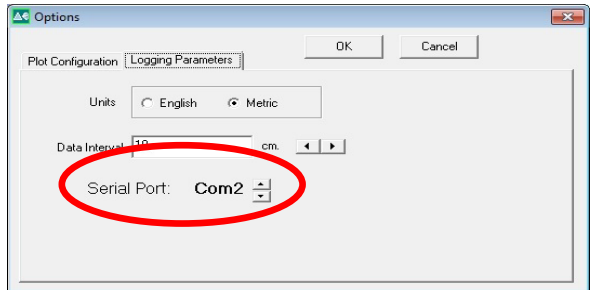 Options
OK Cancel
Plot Configuration Logging Parameters
Units English Metric
Data Interval cm.
Serial Port: Com2